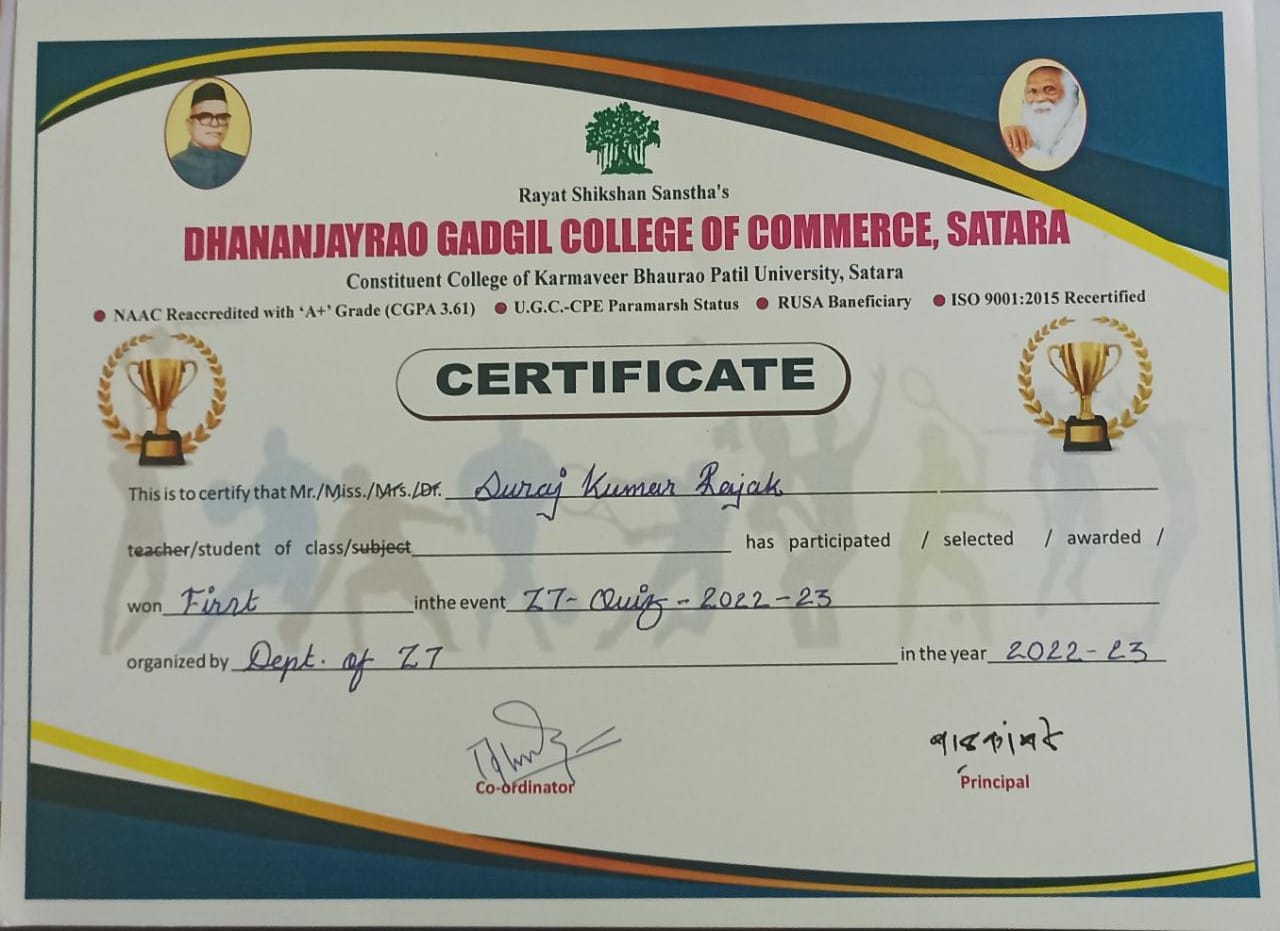 Rayat Shikshan Sanstha's
DHANANJAYRAO GADGIL COLLEGE OF COMMERCE, SATARA
Constituent College of Karmaveer Bhaurao Patil University, Satara
● NAAC Reaccredited with ‘A+’ Grade (CGPA 3.61) ● U.G.C.-CPE Paramarsh Status ● RUSA Baneficiary ● ISO 9001:2015 Recertified
CERTIFICATE
This is to certify that Mr./Miss./Mrs./Dr. Suraj Kumar Rajak
teacher/student of class/subject has participated / selected / awarded /
won First inthe event IT- Quiz - 2022-23
organized by Dept. of IT in the year 2022-23
Co-ordinator Principal